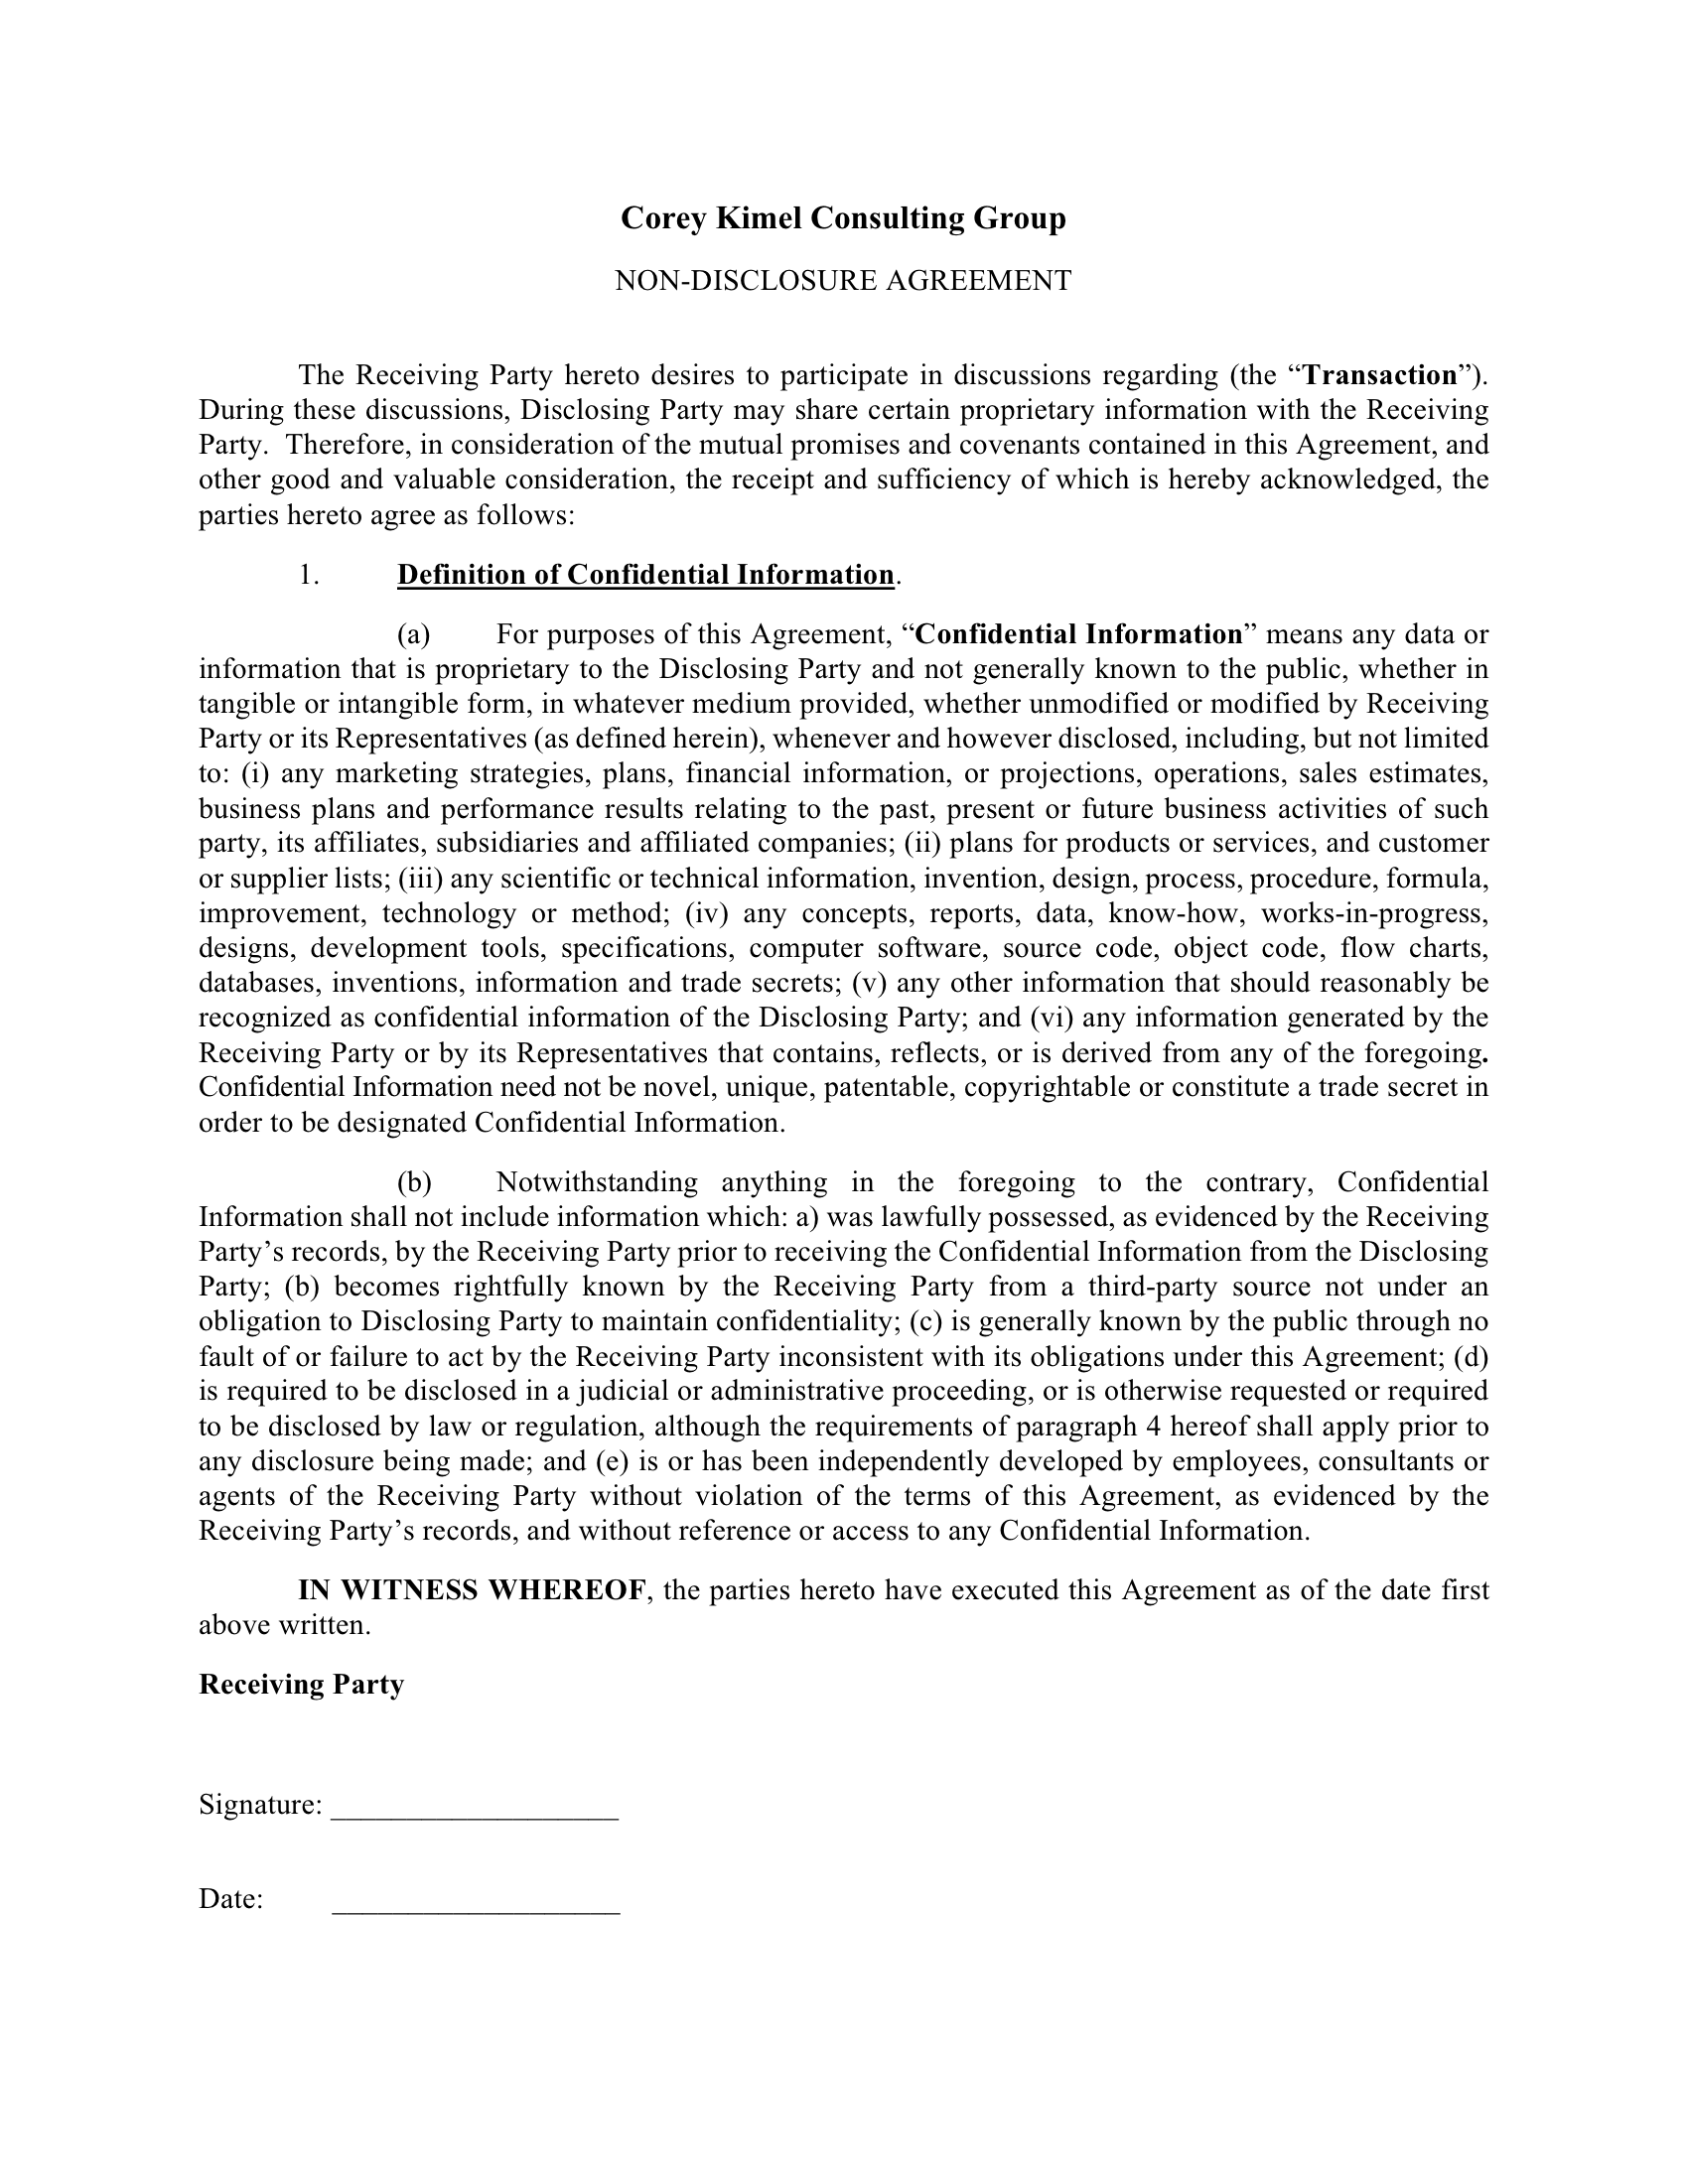 Corey Kimel Consulting Group
NON-DISCLOSURE AGREEMENT
The Receiving Party hereto desires to participate in discussions regarding (the “Transaction”).
During these discussions, Disclosing Party may share certain proprietary information with the Receiving
Party.  Therefore, in consideration of the mutual promises and covenants contained in this Agreement, and
other good and valuable consideration, the receipt and sufficiency of which is hereby acknowledged, the
parties hereto agree as follows:
1. Definition of Confidential Information.
(a) For purposes of this Agreement, “Confidential Information” means any data or
information that is proprietary to the Disclosing Party and not generally known to the public, whether in
tangible or intangible form, in whatever medium provided, whether unmodified or modified by Receiving
Party or its Representatives (as defined herein), whenever and however disclosed, including, but not limited
to: (i) any marketing strategies, plans, financial information, or projections, operations, sales estimates,
business plans and performance results relating to the past, present or future business activities of such
party, its affiliates, subsidiaries and affiliated companies; (ii) plans for products or services, and customer
or supplier lists; (iii) any scientific or technical information, invention, design, process, procedure, formula,
improvement, technology or method; (iv) any concepts, reports, data, know-how, works-in-progress,
designs, development tools, specifications, computer software, source code, object code, flow charts,
databases, inventions, information and trade secrets; (v) any other information that should reasonably be
recognized as confidential information of the Disclosing Party; and (vi) any information generated by the
Receiving Party or by its Representatives that contains, reflects, or is derived from any of the foregoing.
Confidential Information need not be novel, unique, patentable, copyrightable or constitute a trade secret in
order to be designated Confidential Information.
(b) Notwithstanding anything in the foregoing to the contrary, Confidential
Information shall not include information which: a) was lawfully possessed, as evidenced by the Receiving
Party’s records, by the Receiving Party prior to receiving the Confidential Information from the Disclosing
Party; (b) becomes rightfully known by the Receiving Party from a third-party source not under an
obligation to Disclosing Party to maintain confidentiality; (c) is generally known by the public through no
fault of or failure to act by the Receiving Party inconsistent with its obligations under this Agreement; (d)
is required to be disclosed in a judicial or administrative proceeding, or is otherwise requested or required
to be disclosed by law or regulation, although the requirements of paragraph 4 hereof shall apply prior to
any disclosure being made; and (e) is or has been independently developed by employees, consultants or
agents of the Receiving Party without violation of the terms of this Agreement, as evidenced by the
Receiving Party’s records, and without reference or access to any Confidential Information.
IN WITNESS WHEREOF, the parties hereto have executed this Agreement as of the date first
above written.
Receiving Party
Signature: ___________________
Date: ___________________